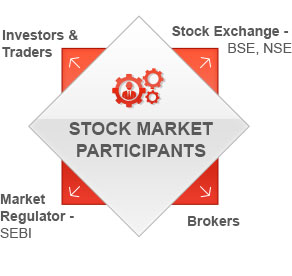 Investors &
Traders
Stock Exchange -
BSE, NSE
STOCK MARKET
PARTICIPANTS
Market
Regulator -
SEBI
Brokers